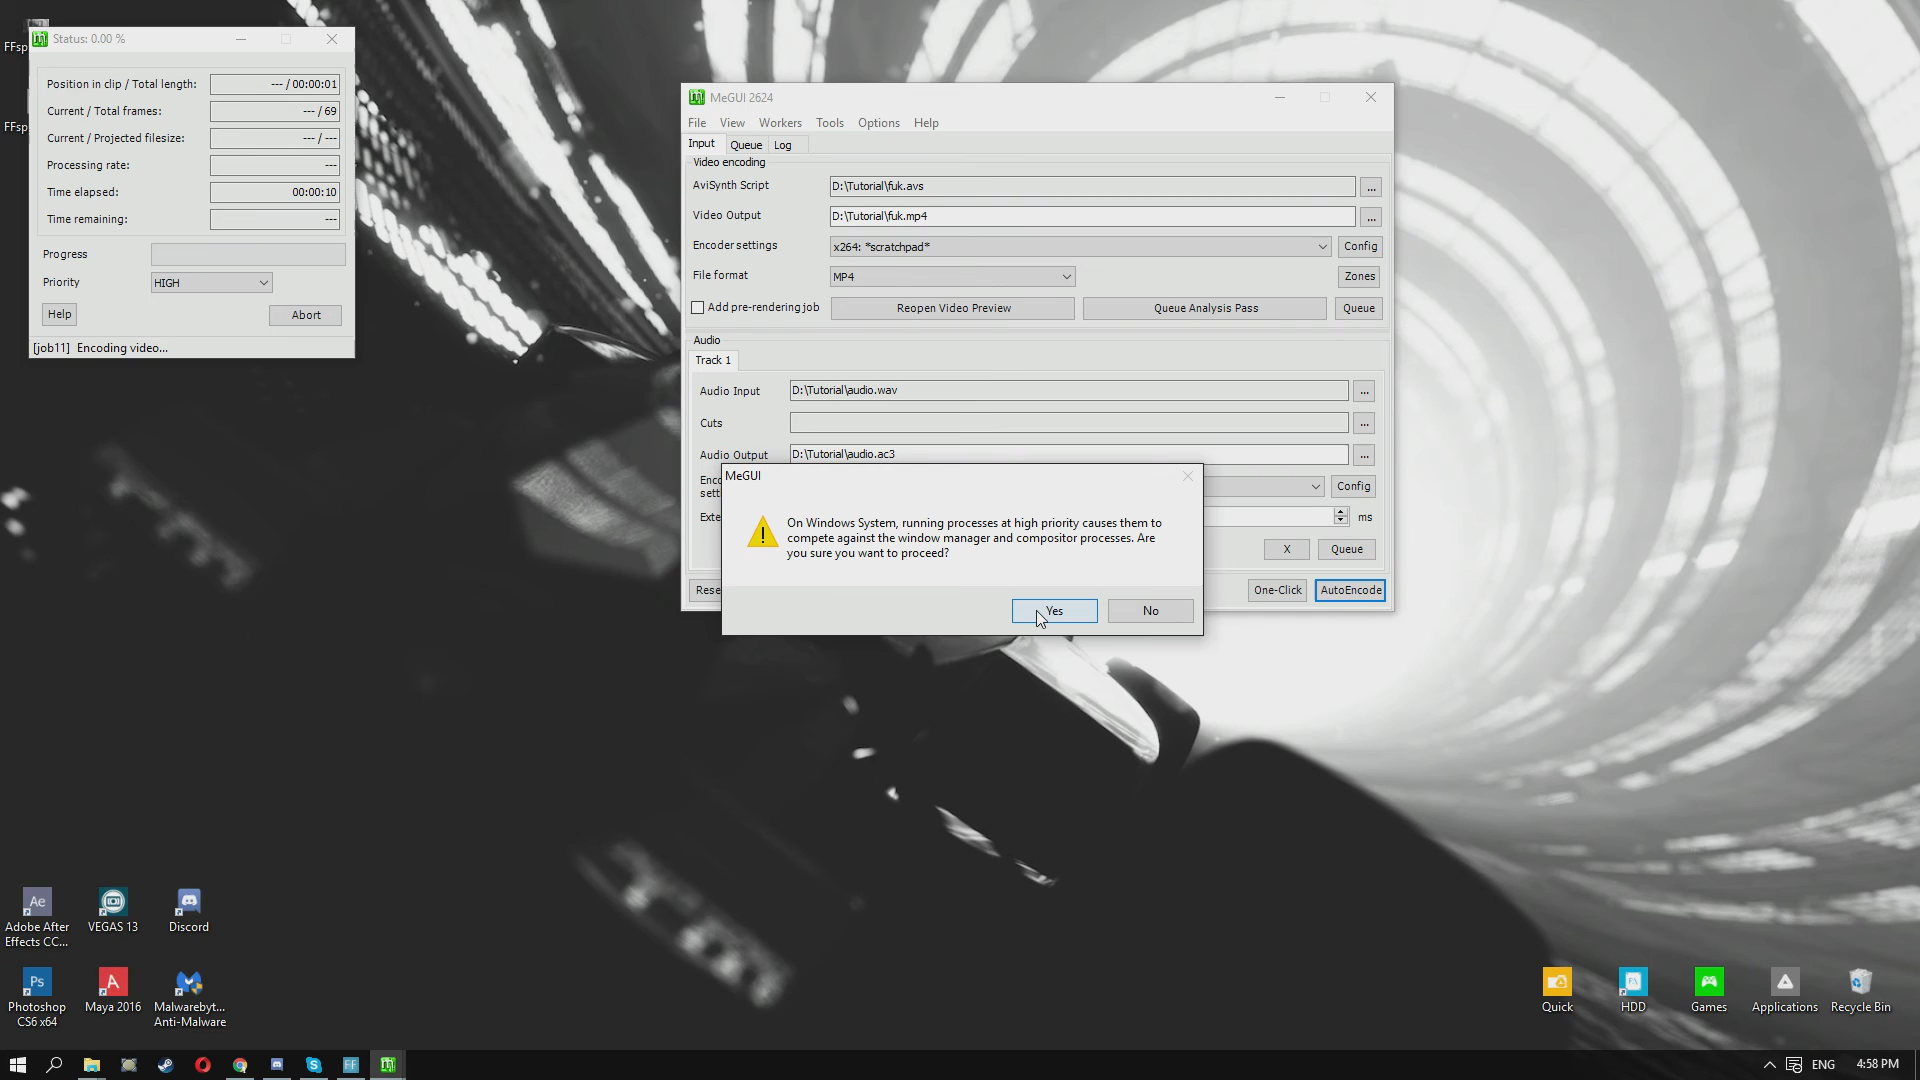 FFsp
FFsp
Status: 0.00 %
Position in clip / Total length:
--- / 00:00:01
Current / Total frames:
--- / 69
Current / Projected filesize:
--- / ---
Processing rate:
---
Time elapsed:
00:00:10
Time remaining:
---
Progress
Priority
HIGH
Help
Abort
[job11] Encoding video...
MeGUI 2624
File View Workers Tools Options Help
Input Queue Log
Video encoding
AviSynth Script
D:\Tutorial\fuk.avs
...
Video Output
D:\Tutorial\fuk.mp4
...
Encoder settings
x264: *scratchpad*
Config
File format
MP4
Zones
Add pre-rendering job
Reopen Video Preview
Queue Analysis Pass
Queue
Audio
Track 1
Audio Input
D:\Tutorial\audio.wav
...
Cuts
...
Audio Output
D:\Tutorial\audio.ac3
...
Enco
sett
Config
Exte
ms
X
Queue
Rese
One-Click
AutoEncode
MeGUI
On Windows System, running processes at high priority causes them to
compete against the window manager and compositor processes. Are
you sure you want to proceed?
Yes
No
Ae
Adobe After
Effects CC...
VEGAS 13
Discord
Ps
Photoshop
CS6 x64
A
Maya 2016
Malwarebyt...
Anti-Malware
Quick
HDD
Games
Applications
Recycle Bin
FF
ENG
4:58 PM